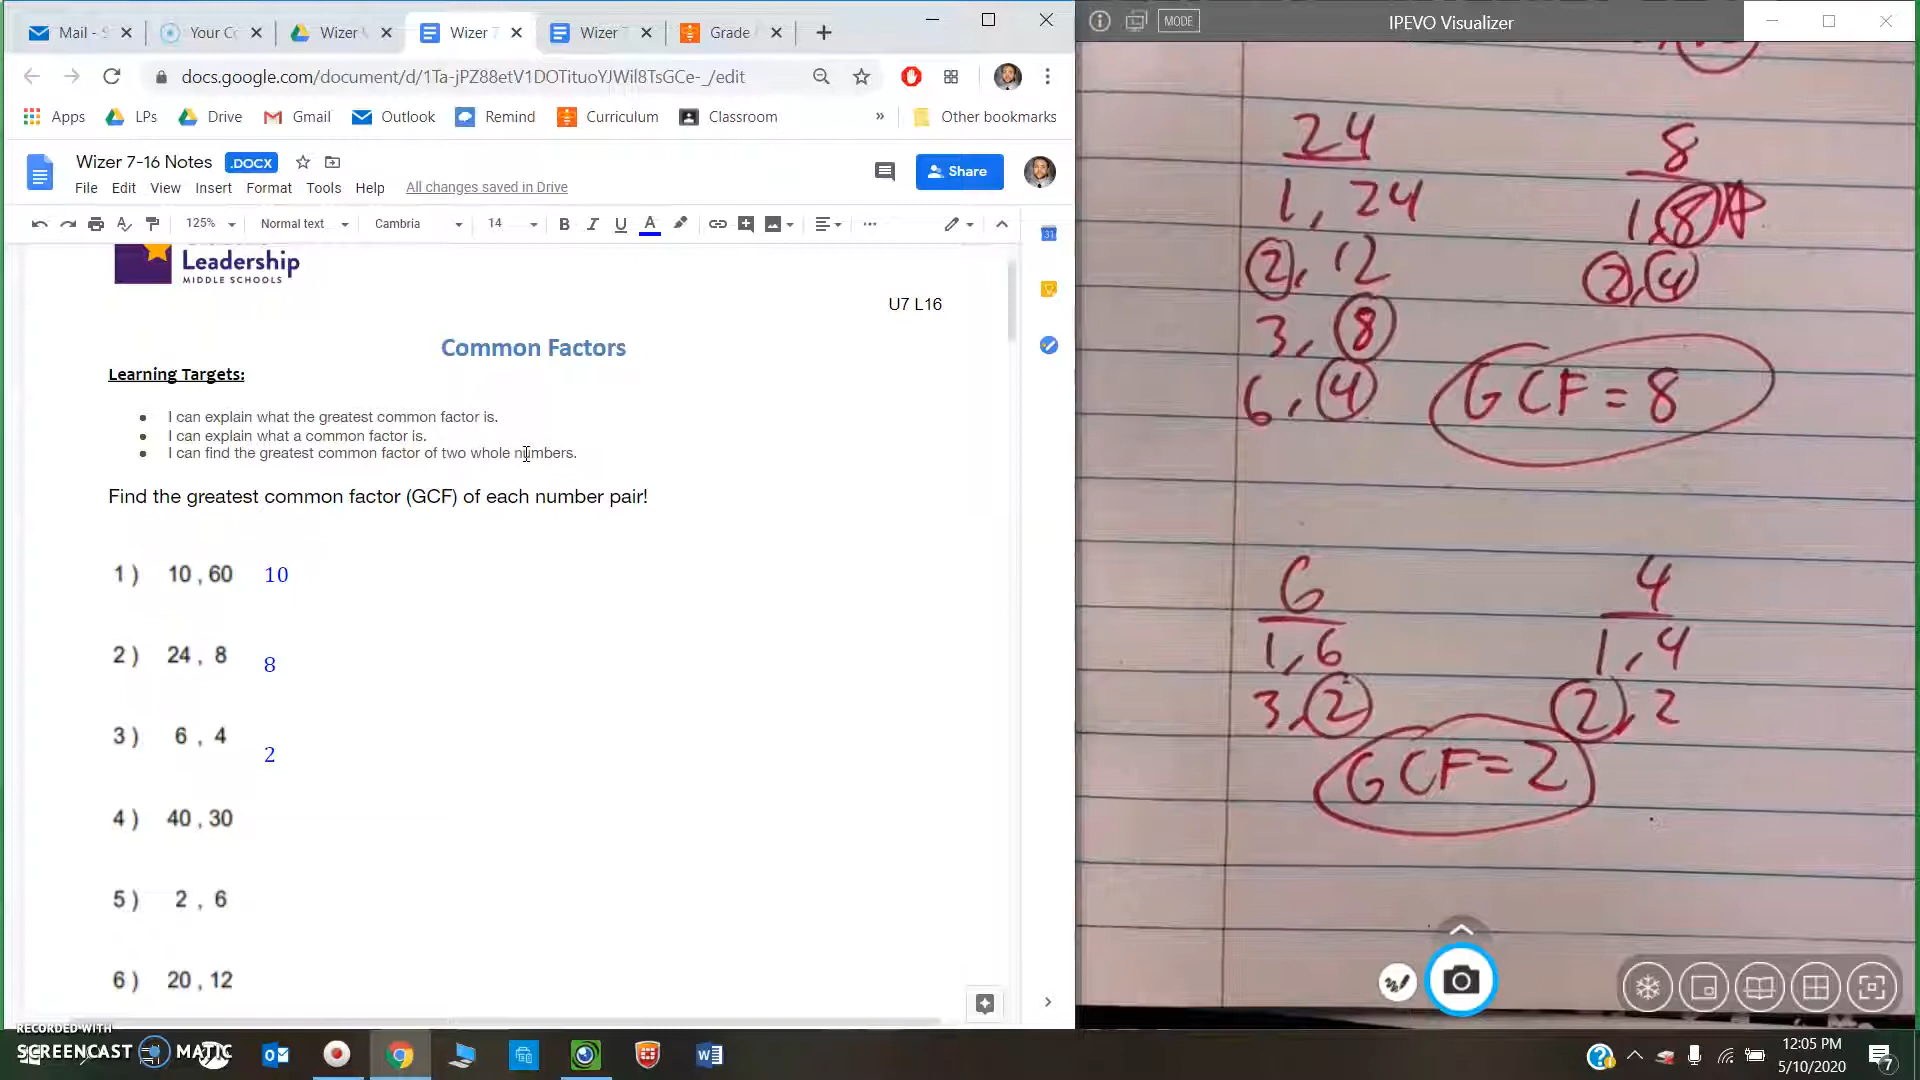 Mail - S
Your Co
Wizer V
Wizer 7
Wizer T
Grade
docs.google.com/document/d/1Ta-jPZ88etV1DOTituoYJWil8TsGCe-_/edit
Apps
LPs
Drive
Gmail
Outlook
Remind
Curriculum
Classroom
»
Other bookmarks
Wizer 7-16 Notes .DOCX
Share
File Edit View Insert Format Tools Help All changes saved in Drive
125% Normal text Cambria 14 B I U A
31
Leadership
MIDDLE SCHOOLS
U7 L16
Common Factors
Learning Targets:
I can explain what the greatest common factor is.
I can explain what a common factor is.
I can find the greatest common factor of two whole numbers.
Find the greatest common factor (GCF) of each number pair!
1) 10 , 60 10
2) 24 , 8 8
3) 6 , 4 2
4) 40 , 30
5) 2 , 6
6) 20 , 12
MODE
IPEVO Visualizer
24 8
1, 24 1, 8
2, 12 2, 4
3, 8
6, 4
GCF = 8
6 4
1, 6 1, 4
3, 2 2, 2
GCF = 2
RECORDED WITH
SCREENCAST MATIC
12:05 PM
5/10/2020
7